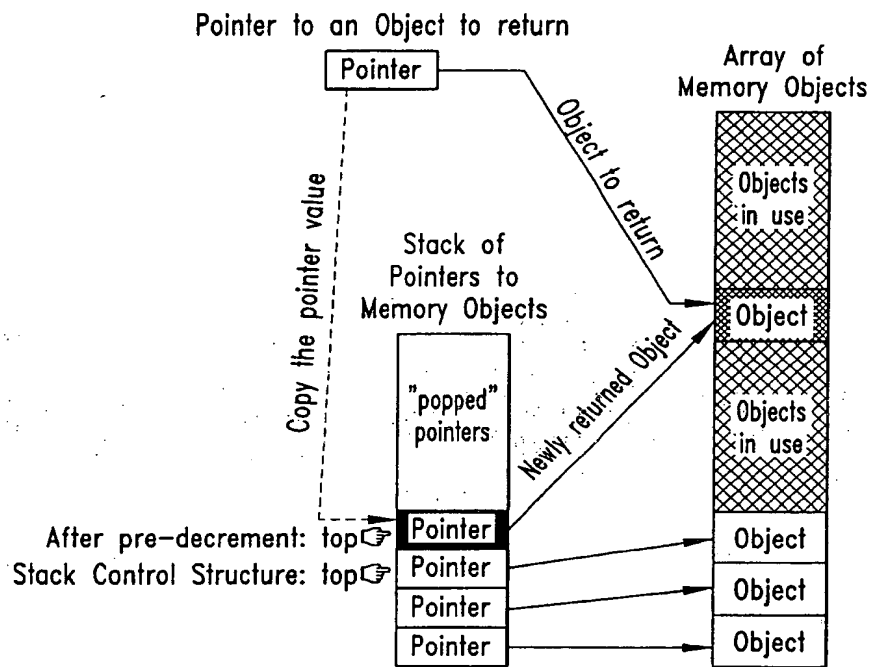 Pointer to an Object to return
Pointer
Array of
Memory Objects
Object to return
Copy the pointer value
Objects
in use
Stack of
Pointers to
Memory Objects
Object
"popped"
pointers
Newly returned Object
Objects
in use
After pre-decrement: top
Pointer
Object
Stack Control Structure: top
Pointer
Pointer
Object
Pointer
Object